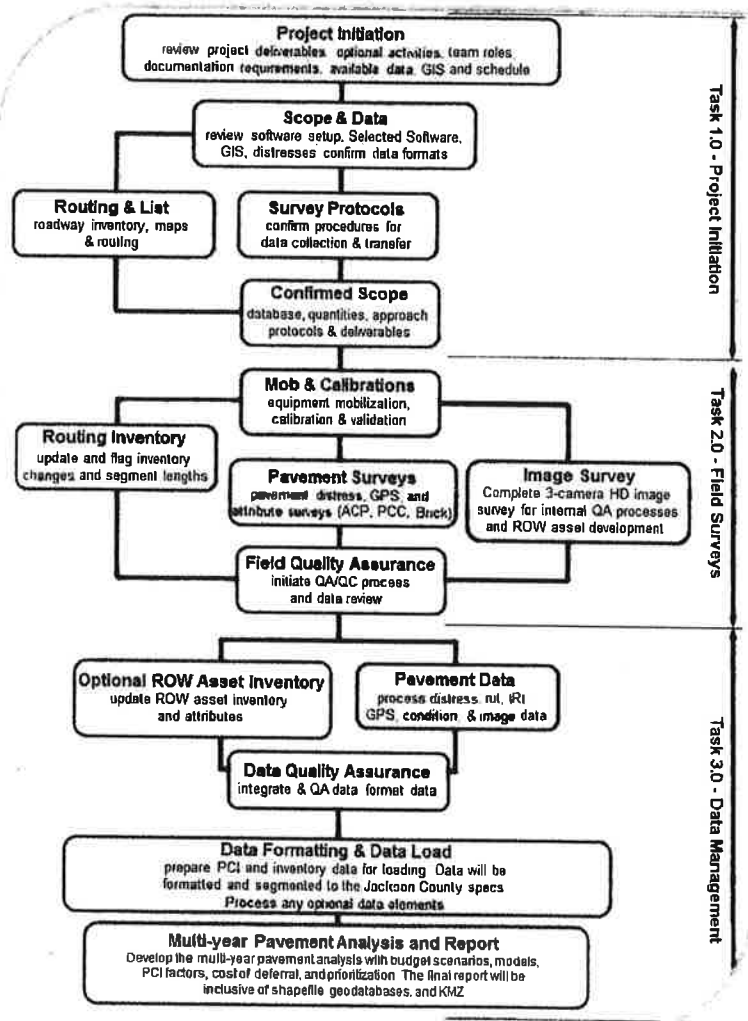 Project Initiation
review project deliverables, optional activities, team roles,
documentation requirements, available data, GIS and schedule
Scope & Data
review software setup, Selected Software,
GIS, distresses confirm data formats
Routing & List
roadway inventory, maps
& routing
Survey Protocols
confirm procedures for
data collection & transfer
Confirmed Scope
database, quantities, approach
protocols & deliverables
Task 1.0 - Project Initiation
Mob & Calibrations
equipment mobilization,
calibration & validation
Routing Inventory
update and flag inventory
changes and segment lengths
Pavement Surveys
pavement distress, GPS, and
attribute surveys (ACP, PCC, Brick)
Image Survey
Complete 3-camera HD image
survey for internal QA processes
and ROW asset development
Field Quality Assurance
initiate QA/QC process
and data review
Task 2.0 - Field Surveys
Optional ROW Asset Inventory
update ROW asset inventory
and attributes
Pavement Data
process distress, rut, IRI
GPS, condition, & image data
Data Quality Assurance
integrate & QA data format data
Data Formatting & Data Load
prepare PCI and inventory data for loading Data will be
formatted and segmented to the Jackson County specs
Process any optional data elements
Multi-year Pavement Analysis and Report
Develop the multi-year pavement analysis with budget scenarios, models,
PCI factors, cost of deferral, and prioritization The final report will be
inclusive of shapefile geodatabases, and KMZ
Task 3.0 - Data Management